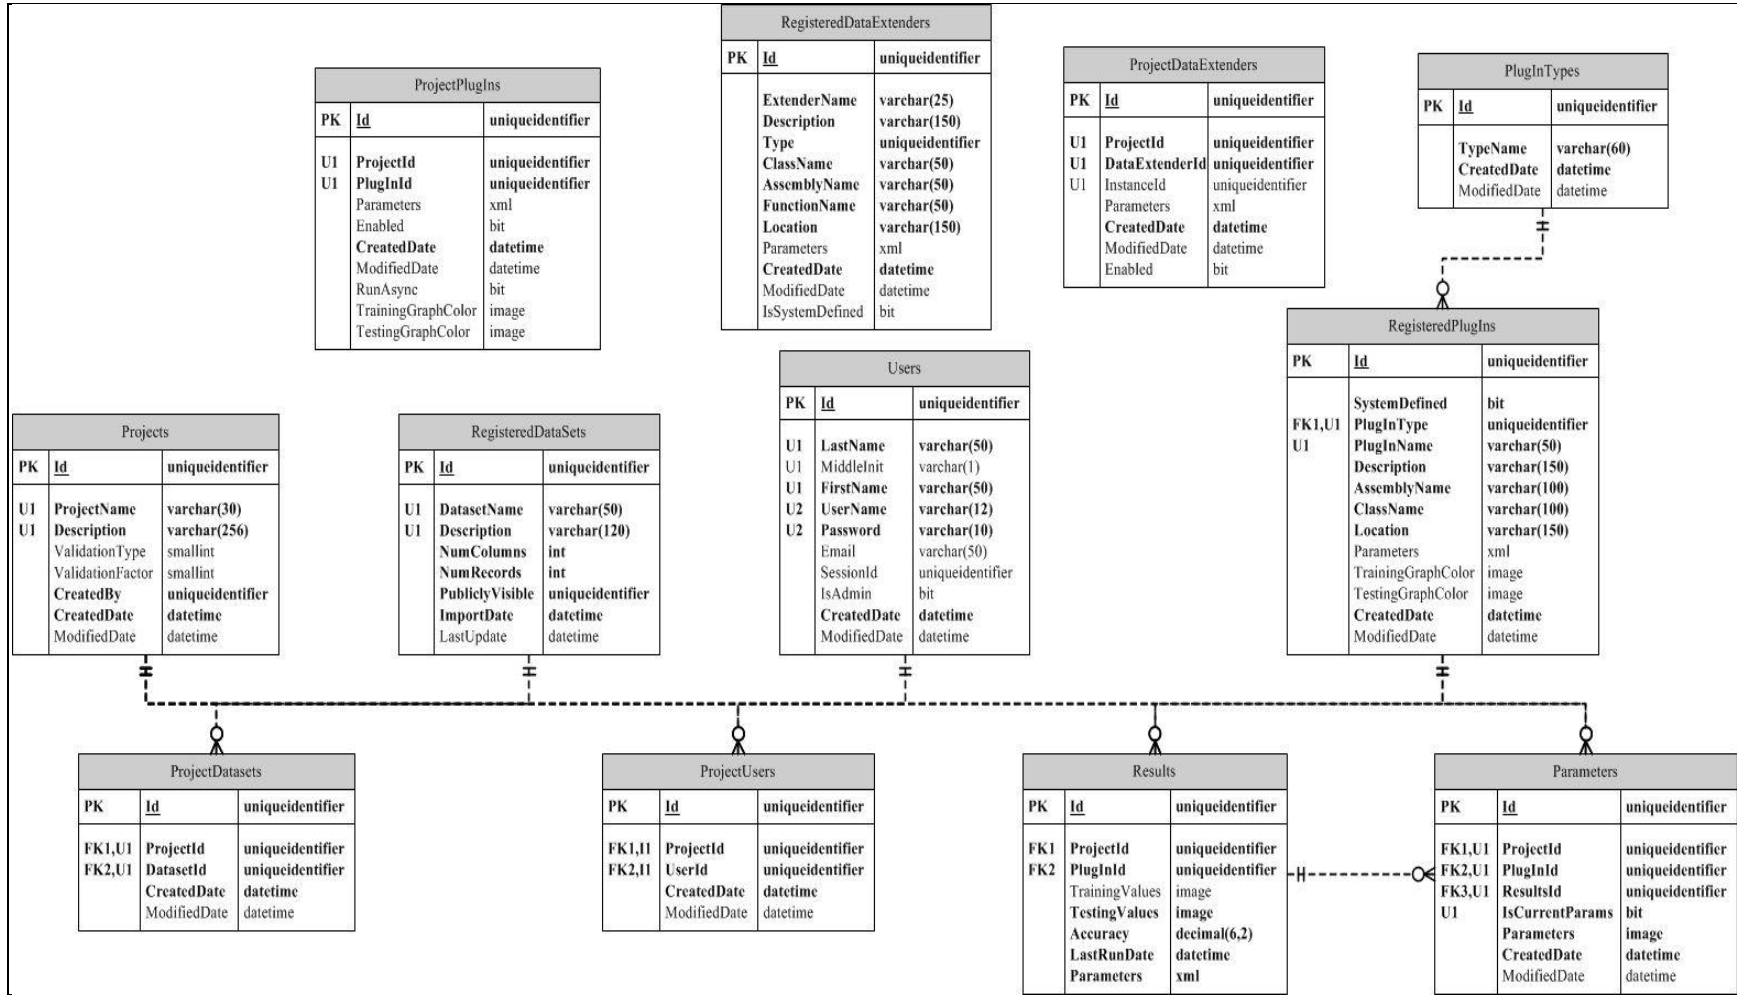 RegisteredDataExtenders
PK Id uniqueidentifier
ExtenderName varchar(25)
Description varchar(150)
Type uniqueidentifier
ClassName varchar(50)
AssemblyName varchar(50)
FunctionName varchar(50)
Location varchar(150)
Parameters xml
CreatedDate datetime
ModifiedDate datetime
IsSystemDefined bit
ProjectPlugIns
PK Id uniqueidentifier
U1 ProjectId uniqueidentifier
U1 PlugInId uniqueidentifier
Parameters xml
Enabled bit
CreatedDate datetime
ModifiedDate datetime
RunAsync bit
TrainingGraphColor image
TestingGraphColor image
ProjectDataExtenders
PK Id uniqueidentifier
U1 ProjectId uniqueidentifier
U1 DataExtenderId uniqueidentifier
U1 InstanceId uniqueidentifier
Parameters xml
CreatedDate datetime
ModifiedDate datetime
Enabled bit
PlugInTypes
PK Id uniqueidentifier
TypeName varchar(60)
CreatedDate datetime
ModifiedDate datetime
Projects
PK Id uniqueidentifier
U1 ProjectName varchar(30)
U1 Description varchar(256)
ValidationType smallint
ValidationFactor smallint
CreatedBy uniqueidentifier
CreatedDate datetime
ModifiedDate datetime
RegisteredDataSets
PK Id uniqueidentifier
U1 DatasetName varchar(50)
U1 Description varchar(120)
NumColumns int
NumRecords int
PubliclyVisible uniqueidentifier
ImportDate datetime
LastUpdate datetime
Users
PK Id uniqueidentifier
U1 LastName varchar(50)
U1 MiddleInit varchar(1)
U1 FirstName varchar(50)
U2 UserName varchar(12)
U2 Password varchar(10)
Email varchar(50)
SessionId uniqueidentifier
IsAdmin bit
CreatedDate datetime
ModifiedDate datetime
RegisteredPlugIns
PK Id uniqueidentifier
SystemDefined bit
FK1,U1 PlugInType uniqueidentifier
U1 PlugInName varchar(50)
Description varchar(150)
AssemblyName varchar(100)
ClassName varchar(100)
Location varchar(150)
Parameters xml
TrainingGraphColor image
TestingGraphColor image
CreatedDate datetime
ModifiedDate datetime
ProjectDatasets
PK Id uniqueidentifier
FK1,U1 ProjectId uniqueidentifier
FK2,U1 DatasetId uniqueidentifier
CreatedDate datetime
ModifiedDate datetime
ProjectUsers
PK Id uniqueidentifier
FK1,I1 ProjectId uniqueidentifier
FK2,I1 UserId uniqueidentifier
CreatedDate datetime
ModifiedDate datetime
Results
PK Id uniqueidentifier
FK1 ProjectId uniqueidentifier
FK2 PlugInId uniqueidentifier
TrainingValues image
TestingValues image
Accuracy decimal(6,2)
LastRunDate datetime
Parameters xml
Parameters
PK Id uniqueidentifier
FK1,U1 ProjectId uniqueidentifier
FK2,U1 PlugInId uniqueidentifier
FK3,U1 ResultsId uniqueidentifier
U1 IsCurrentParams bit
Parameters image
CreatedDate datetime
ModifiedDate datetime